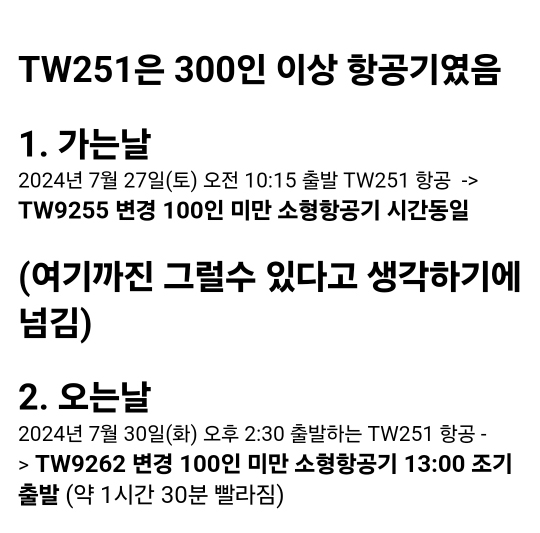 TW251은 300인 이상 항공기였음
1. 가는날
2024년 7월 27일(토) 오전 10:15 출발 TW251 항공  ->
TW9255 변경 100인 미만 소형항공기 시간동일
(여기까진 그럴수 있다고 생각하기에
넘김)
2. 오는날
2024년 7월 30일(화) 오후 2:30 출발하는 TW251 항공 -
> TW9262 변경 100인 미만 소형항공기 13:00 조기
출발 (약 1시간 30분 빨라짐)